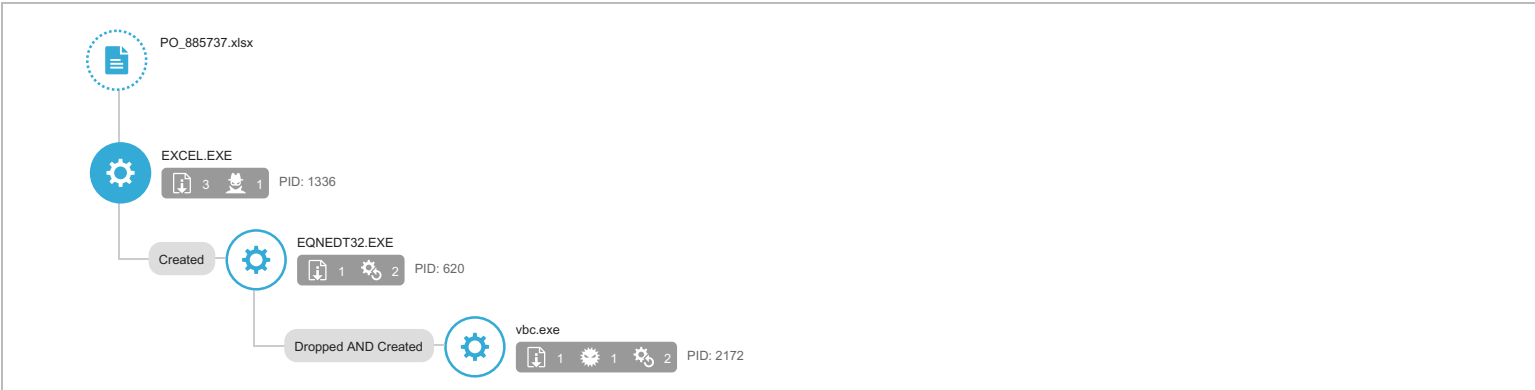 PO_885737.xlsx
EXCEL.EXE
3 1 PID: 1336
Created
EQNEDT32.EXE
1 2 PID: 620
Dropped AND Created
vbc.exe
1 1 2 PID: 2172